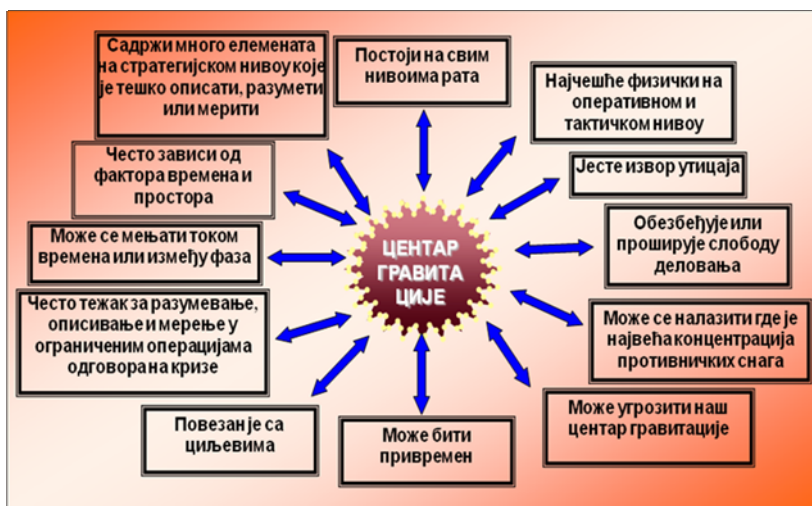 Садржи много елемената
на стратегијском нивоу које
је тешко описати, разумети
или мерити
Постоји на свим
нивоима рата
Најчешће физички на
оперативном и
тактичком нивоу
Често зависи од
фактора времена и
простора
Јесте извор утицаја
Може се мењати током
времена или између фаза
ЦЕНТАР
ГРАВИТА
ЦИЈЕ
Обезбеђује или
проширује слободу
деловања
Често тежак за разумевање,
описивање и мерење у
ограниченим операцијама
одговора на кризе
Може се налазити где је
највећа концентрација
противничких снага
Повезан је са
циљевима
Може бити
привремен
Може угрозити наш
центар гравитације